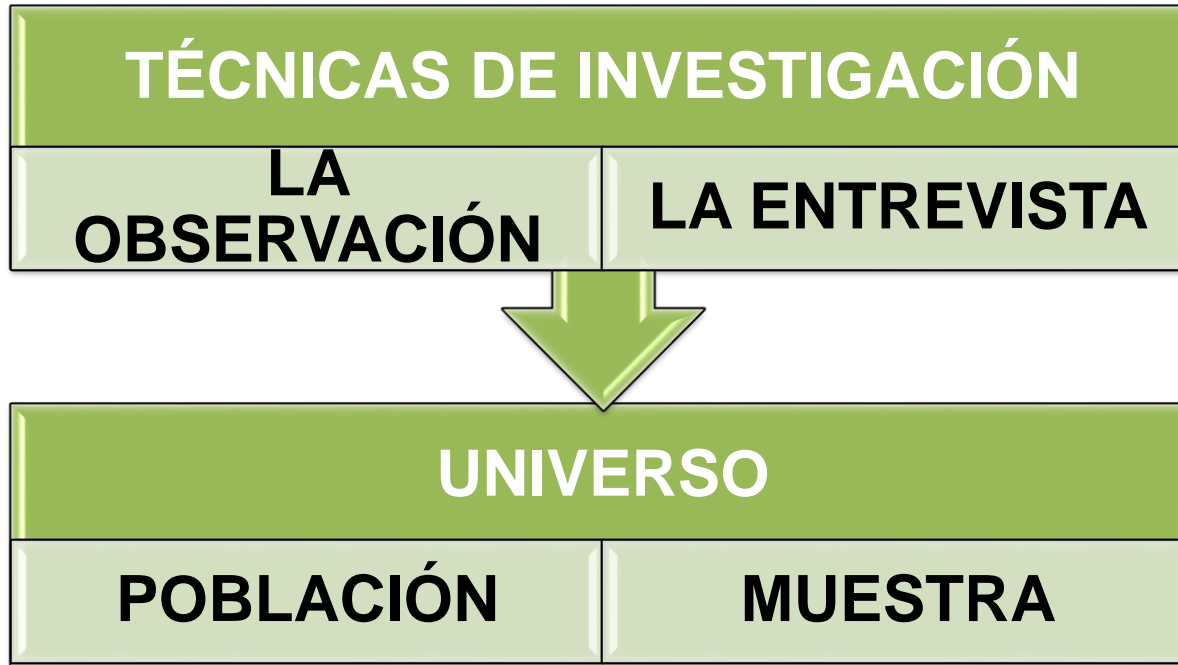 TÉCNICAS DE INVESTIGACIÓN
LA
OBSERVACIÓN
LA ENTREVISTA
UNIVERSO
POBLACIÓN
MUESTRA